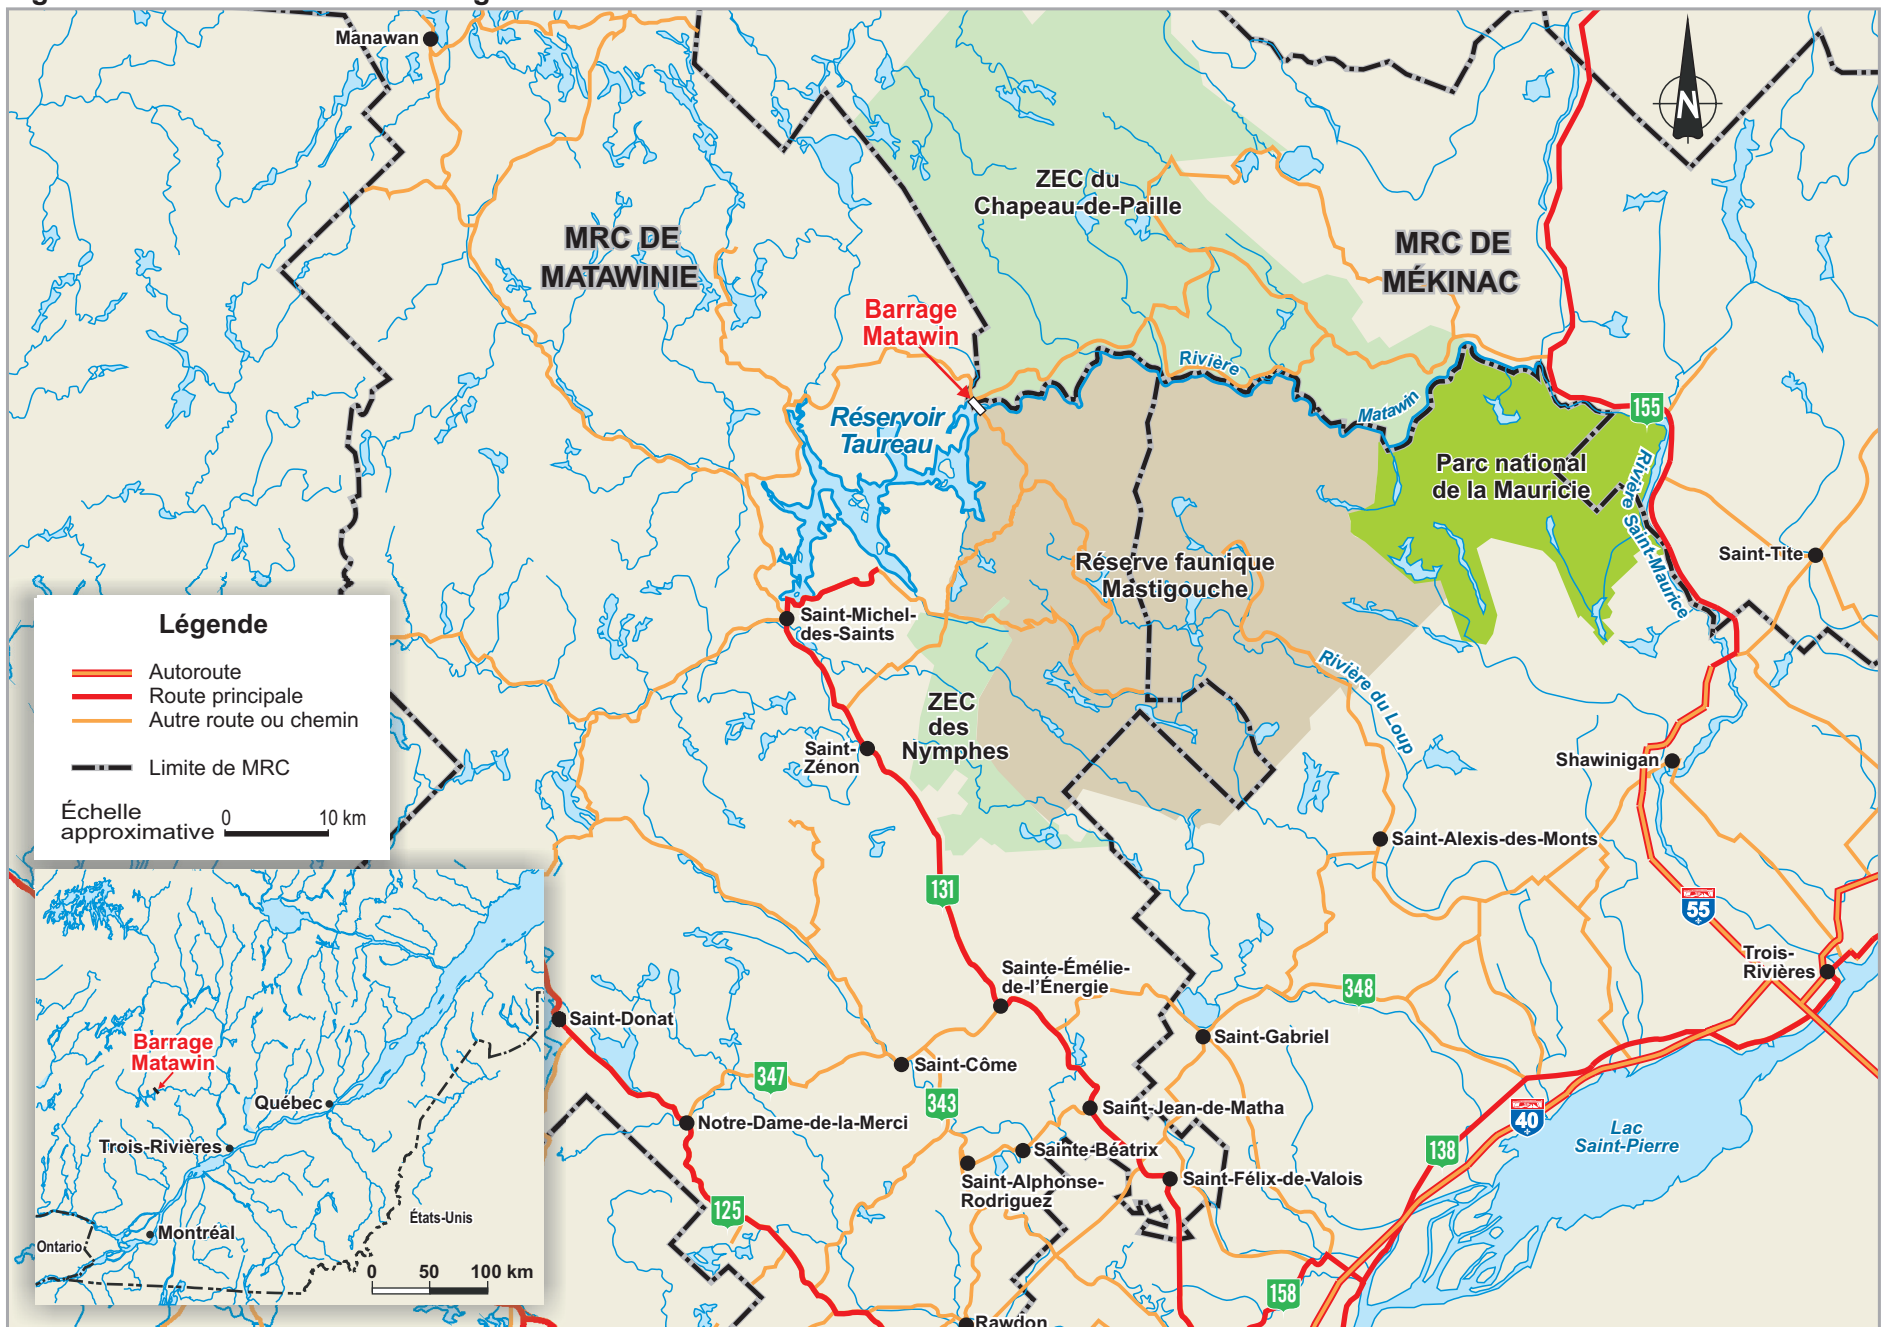 Manawan
N
ZEC du
Chapeau-de-Paille
MRC DE
MATAWINIE
MRC DE
MÉKINAC
Barrage
Matawin
Rivière
Matawin
Réservoir
Taureau
155
Parc national
de la Mauricie
Rivière Saint-Maurice
Saint-Tite
Réserve faunique
Mastigouche
Saint-Michel-
des-Saints
Rivière du Loup
ZEC
des
Nymphes
Saint-
Zénon
Shawinigan
Saint-Alexis-des-Monts
Légende
Autoroute
Route principale
Autre route ou chemin
Limite de MRC
Échelle
approximative
0 10 km
131
55
Trois-
Rivières
Sainte-Émélie-
de-l'Énergie
348
Saint-Donat
Saint-Gabriel
Saint-Côme
347
343
Saint-Jean-de-Matha
40
Notre-Dame-de-la-Merci
Sainte-Béatrix
138
Lac
Saint-Pierre
Saint-Alphonse-
Rodriguez
Saint-Félix-de-Valois
125
158
Rawdon
Barrage
Matawin
Québec
Trois-Rivières
Montréal
Ontario
États-Unis
0 50 100 km